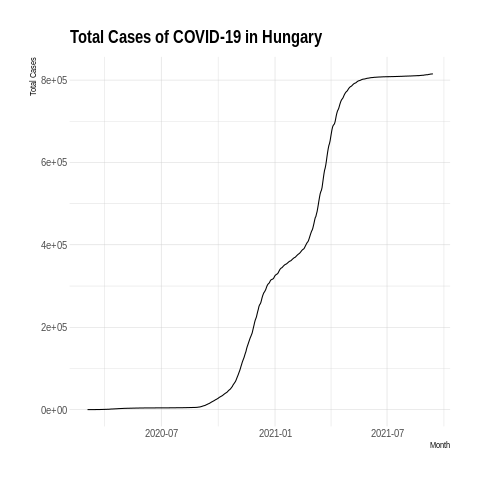 Total Cases of COVID-19 in Hungary
Total Cases
8e+05
6e+05
4e+05
2e+05
0e+00
2020-07 2021-01 2021-07
Month